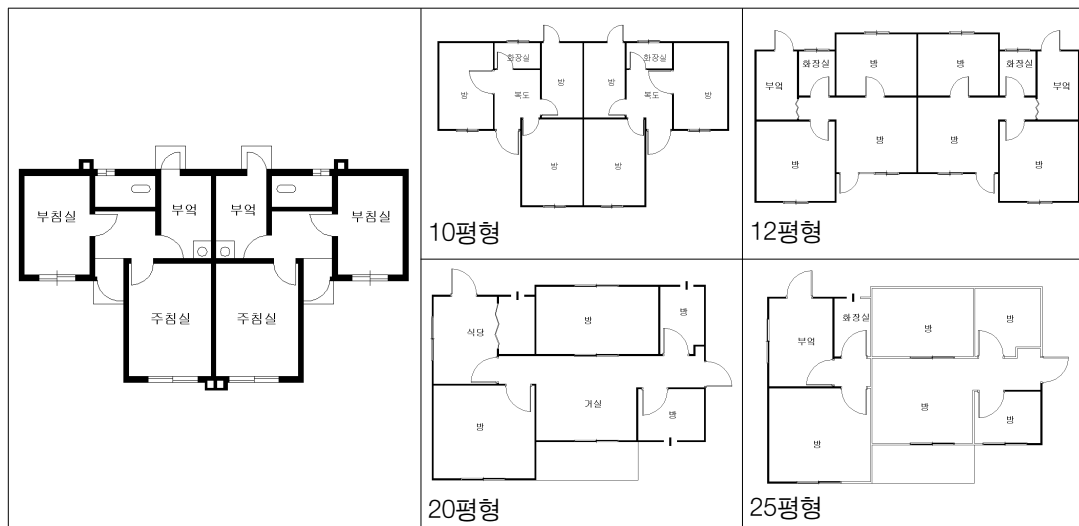 부침실
부엌
부엌
부침실
주침실
주침실
화장실
화장실
방
복도
방
방
복도
방
방
방
10평형
부엌
화장실
방
방
화장실
부엌
방
방
방
방
12평형
식당
방
방
방
거실
방
20평형
부엌
화장실
방
방
방
방
방
25평형